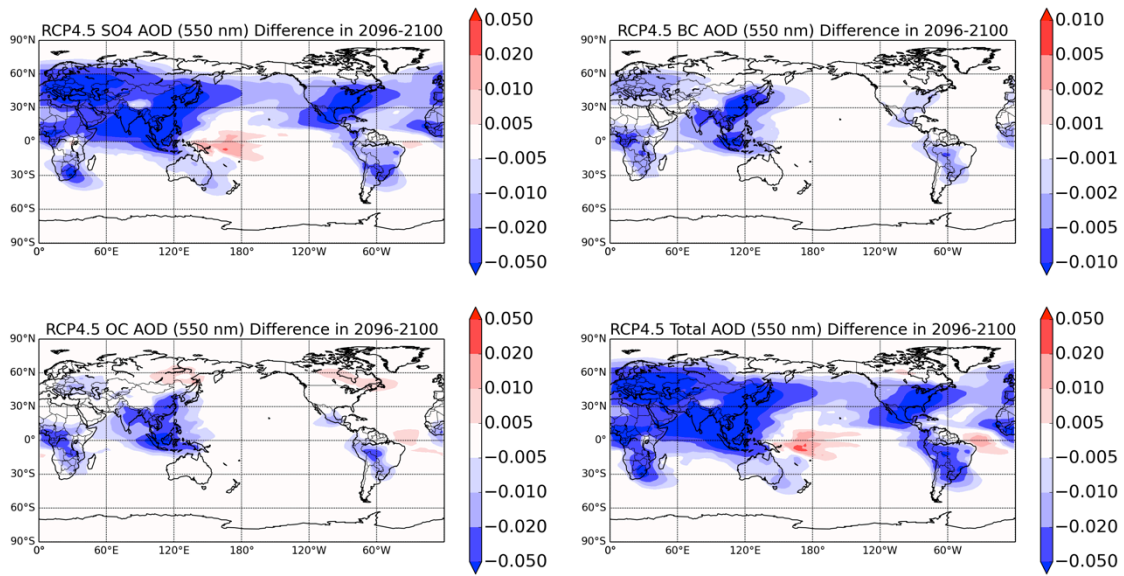 RCP4.5 SO4 AOD (550 nm) Difference in 2096-2100
90°N
60°N
30°N
0°
30°S
60°S
90°S
0°
60°E
120°E
180°
120°W
60°W
0.050
0.020
0.010
0.005
−0.005
−0.010
−0.020
−0.050
RCP4.5 BC AOD (550 nm) Difference in 2096-2100
90°N
60°N
30°N
0°
30°S
60°S
90°S
0°
60°E
120°E
180°
120°W
60°W
0.010
0.005
0.002
0.001
−0.001
−0.002
−0.005
−0.010
RCP4.5 OC AOD (550 nm) Difference in 2096-2100
90°N
60°N
30°N
0°
30°S
60°S
90°S
0°
60°E
120°E
180°
120°W
60°W
0.050
0.020
0.010
0.005
−0.005
−0.010
−0.020
−0.050
RCP4.5 Total AOD (550 nm) Difference in 2096-2100
90°N
60°N
30°N
0°
30°S
60°S
90°S
0°
60°E
120°E
180°
120°W
60°W
0.050
0.020
0.010
0.005
−0.005
−0.010
−0.020
−0.050